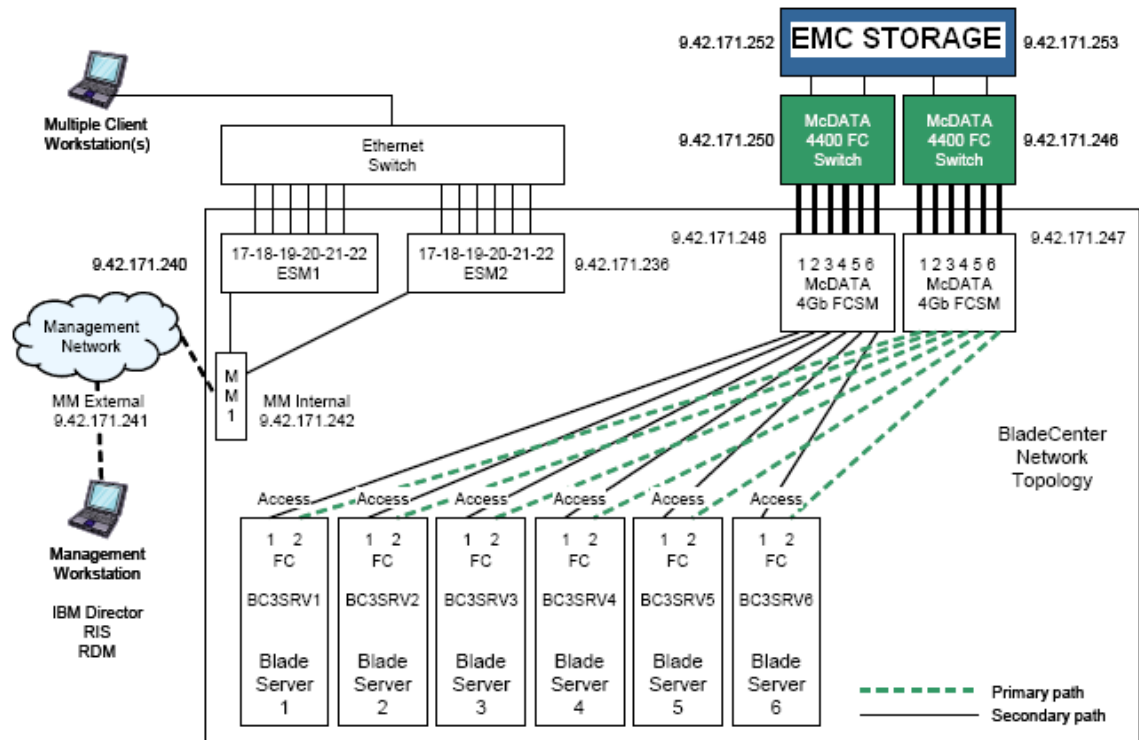 9.42.171.252
EMC STORAGE
9.42.171.253
Multiple Client
Workstation(s)
Ethernet
Switch
9.42.171.250
McDATA
4400 FC
Switch
McDATA
4400 FC
Switch
9.42.171.246
9.42.171.240
17-18-19-20-21-22
ESM1
17-18-19-20-21-22
ESM2
9.42.171.236
9.42.171.248
1 2 3 4 5 6
McDATA
4Gb FCSM
1 2 3 4 5 6
McDATA
4Gb FCSM
9.42.171.247
Management
Network
MM External
9.42.171.241
M
M
1
MM Internal
9.42.171.242
BladeCenter
Network
Topology
Management
Workstation
IBM Director
RIS
RDM
Access
1 2
FC
BC3SRV1
Blade
Server
1
Access
1 2
FC
BC3SRV2
Blade
Server
2
Access
1 2
FC
BC3SRV3
Blade
Server
3
Access
1 2
FC
BC3SRV4
Blade
Server
4
Access
1 2
FC
BC3SRV5
Blade
Server
5
Access
1 2
FC
BC3SRV6
Blade
Server
6
Primary path
Secondary path